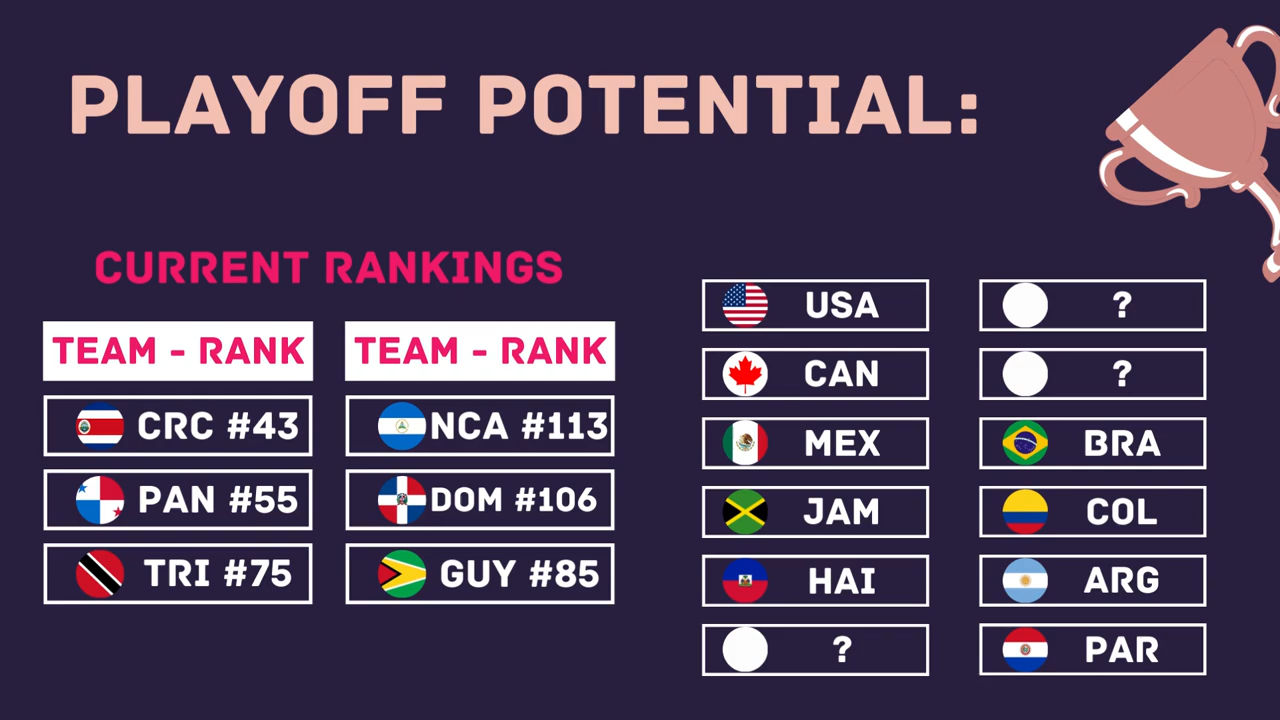 PLAYOFF POTENTIAL:
CURRENT RANKINGS
TEAM - RANK
CRC #43
PAN #55
TRI #75
TEAM - RANK
NCA #113
DOM #106
GUY #85
USA
CAN
MEX
JAM
HAI
?
?
?
BRA
COL
ARG
PAR